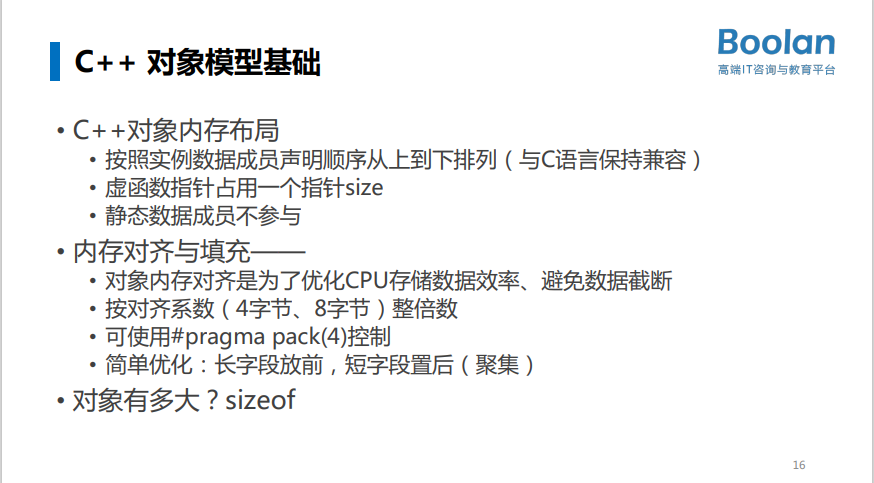 Boolan
高端IT咨询与教育平台
C++ 对象模型基础
• C++对象内存布局
• 按照实例数据成员声明顺序从上到下排列（与C语言保持兼容）
• 虚函数指针占用一个指针size
• 静态数据成员不参与
• 内存对齐与填充——
• 对象内存对齐是为了优化CPU存储数据效率、避免数据截断
• 按对齐系数（4字节、8字节）整倍数
• 可使用#pragma pack(4)控制
• 简单优化：长字段放前，短字段置后（聚集）
• 对象有多大？sizeof
16